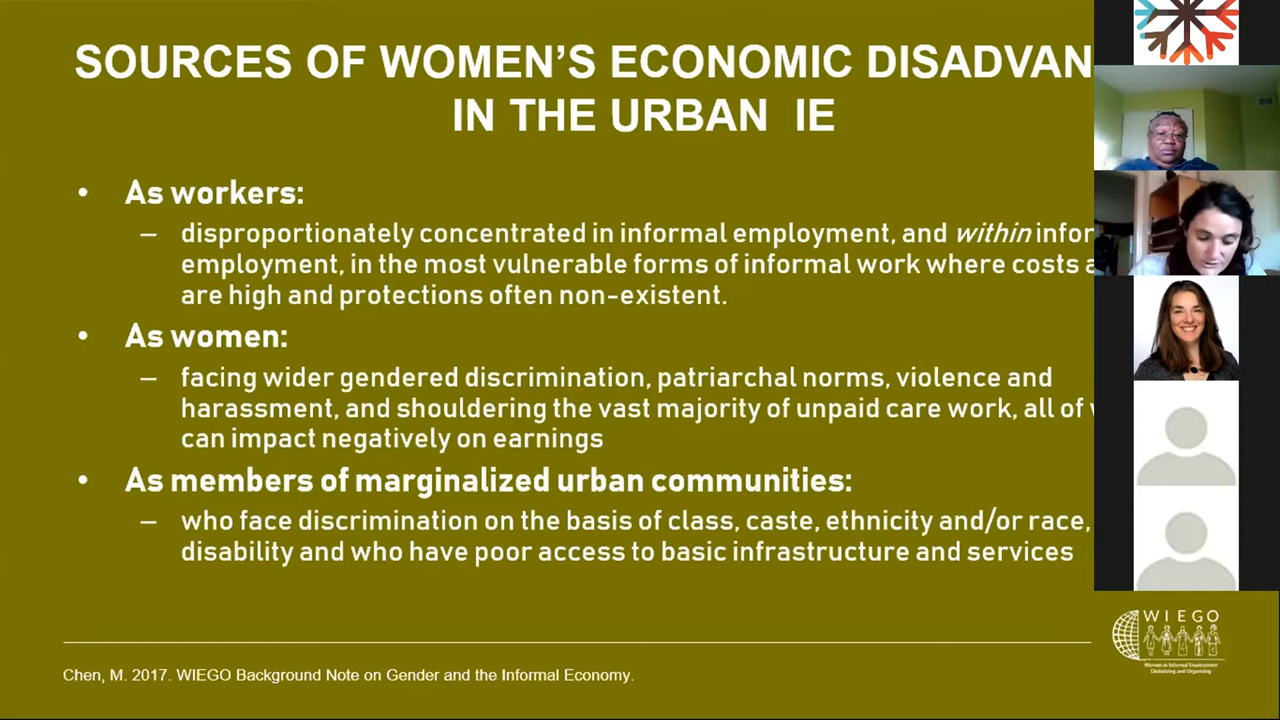 SOURCES OF WOMEN'S ECONOMIC DISADVAN
IN THE URBAN IE
• As workers:
– disproportionately concentrated in informal employment, and within infor
employment, in the most vulnerable forms of informal work where costs a
are high and protections often non-existent.
• As women:
– facing wider gendered discrimination, patriarchal norms, violence and
harassment, and shouldering the vast majority of unpaid care work, all of
can impact negatively on earnings
• As members of marginalized urban communities:
– who face discrimination on the basis of class, caste, ethnicity and/or race,
disability and who have poor access to basic infrastructure and services
WIEGO
Women in Informal Employment
Globalizing and Organizing
Chen, M. 2017. WIEGO Background Note on Gender and the Informal Economy.